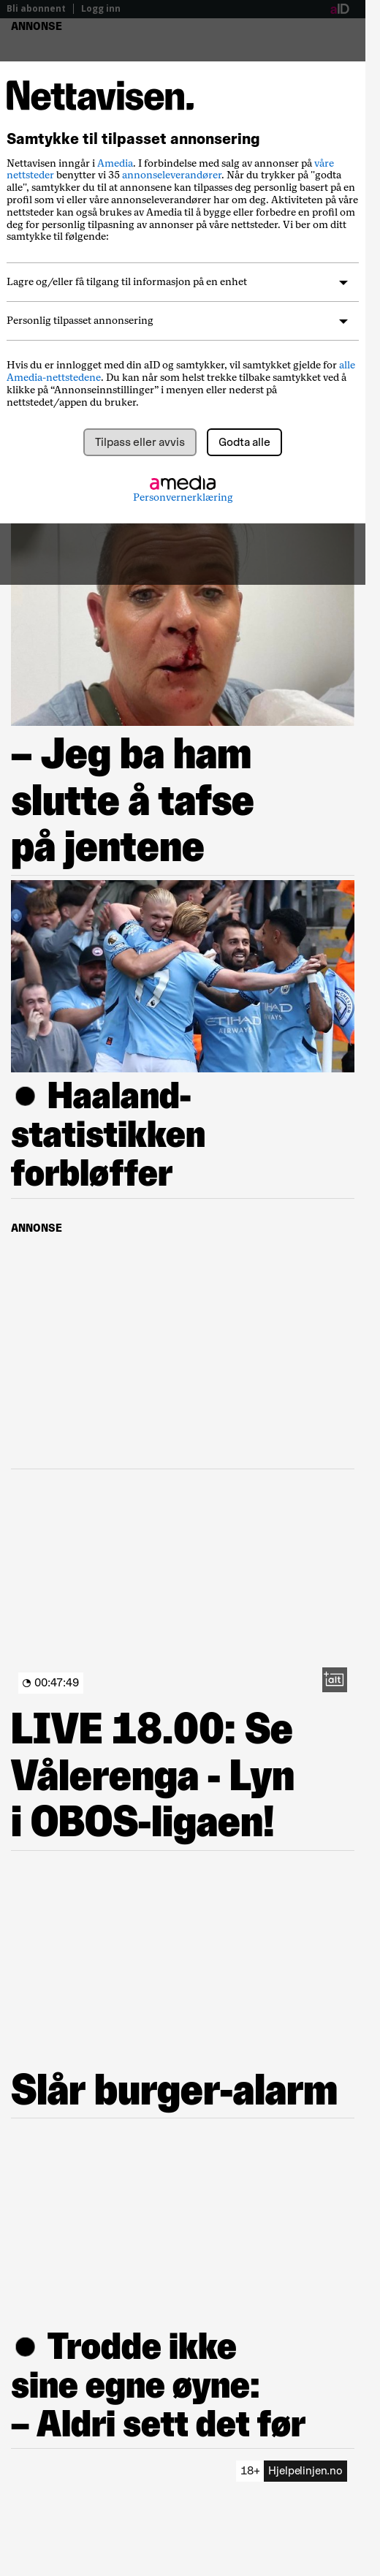 Bli abonnent | Logg inn
aID
ANNONSE
Nettavisen.
Samtykke til tilpasset annonsering
Nettavisen inngår i Amedia. I forbindelse med salg av annonser på våre
nettsteder benytter vi 35 annonseleverandører. Når du trykker på "godta
alle", samtykker du til at annonsene kan tilpasses deg personlig basert på en
profil som vi eller våre annonseleverandører har om deg. Aktiviteten på våre
nettsteder kan også brukes av Amedia til å bygge eller forbedre en profil om
deg for personlig tilpasning av annonser på våre nettsteder. Vi ber om ditt
samtykke til følgende:
Lagre og/eller få tilgang til informasjon på en enhet
Personlig tilpasset annonsering
Hvis du er innlogget med din aID og samtykker, vil samtykket gjelde for alle
Amedia-nettstedene. Du kan når som helst trekke tilbake samtykket ved å
klikke på “Annonseinnstillinger” i menyen eller nederst på
nettstedet/appen du bruker.
Tilpass eller avvis
Godta alle
amedia
Personvernerklæring
– Jeg ba ham
slutte å tafse
på jentene
ETIHAD
AIRWAYS
● Haaland-
statistikken
forbløffer
ANNONSE
00:47:49
+alt
LIVE 18.00: Se
Vålerenga - Lyn
i OBOS-ligaen!
Slår burger-alarm
● Trodde ikke
sine egne øyne:
– Aldri sett det før
18+ Hjelpelinjen.no